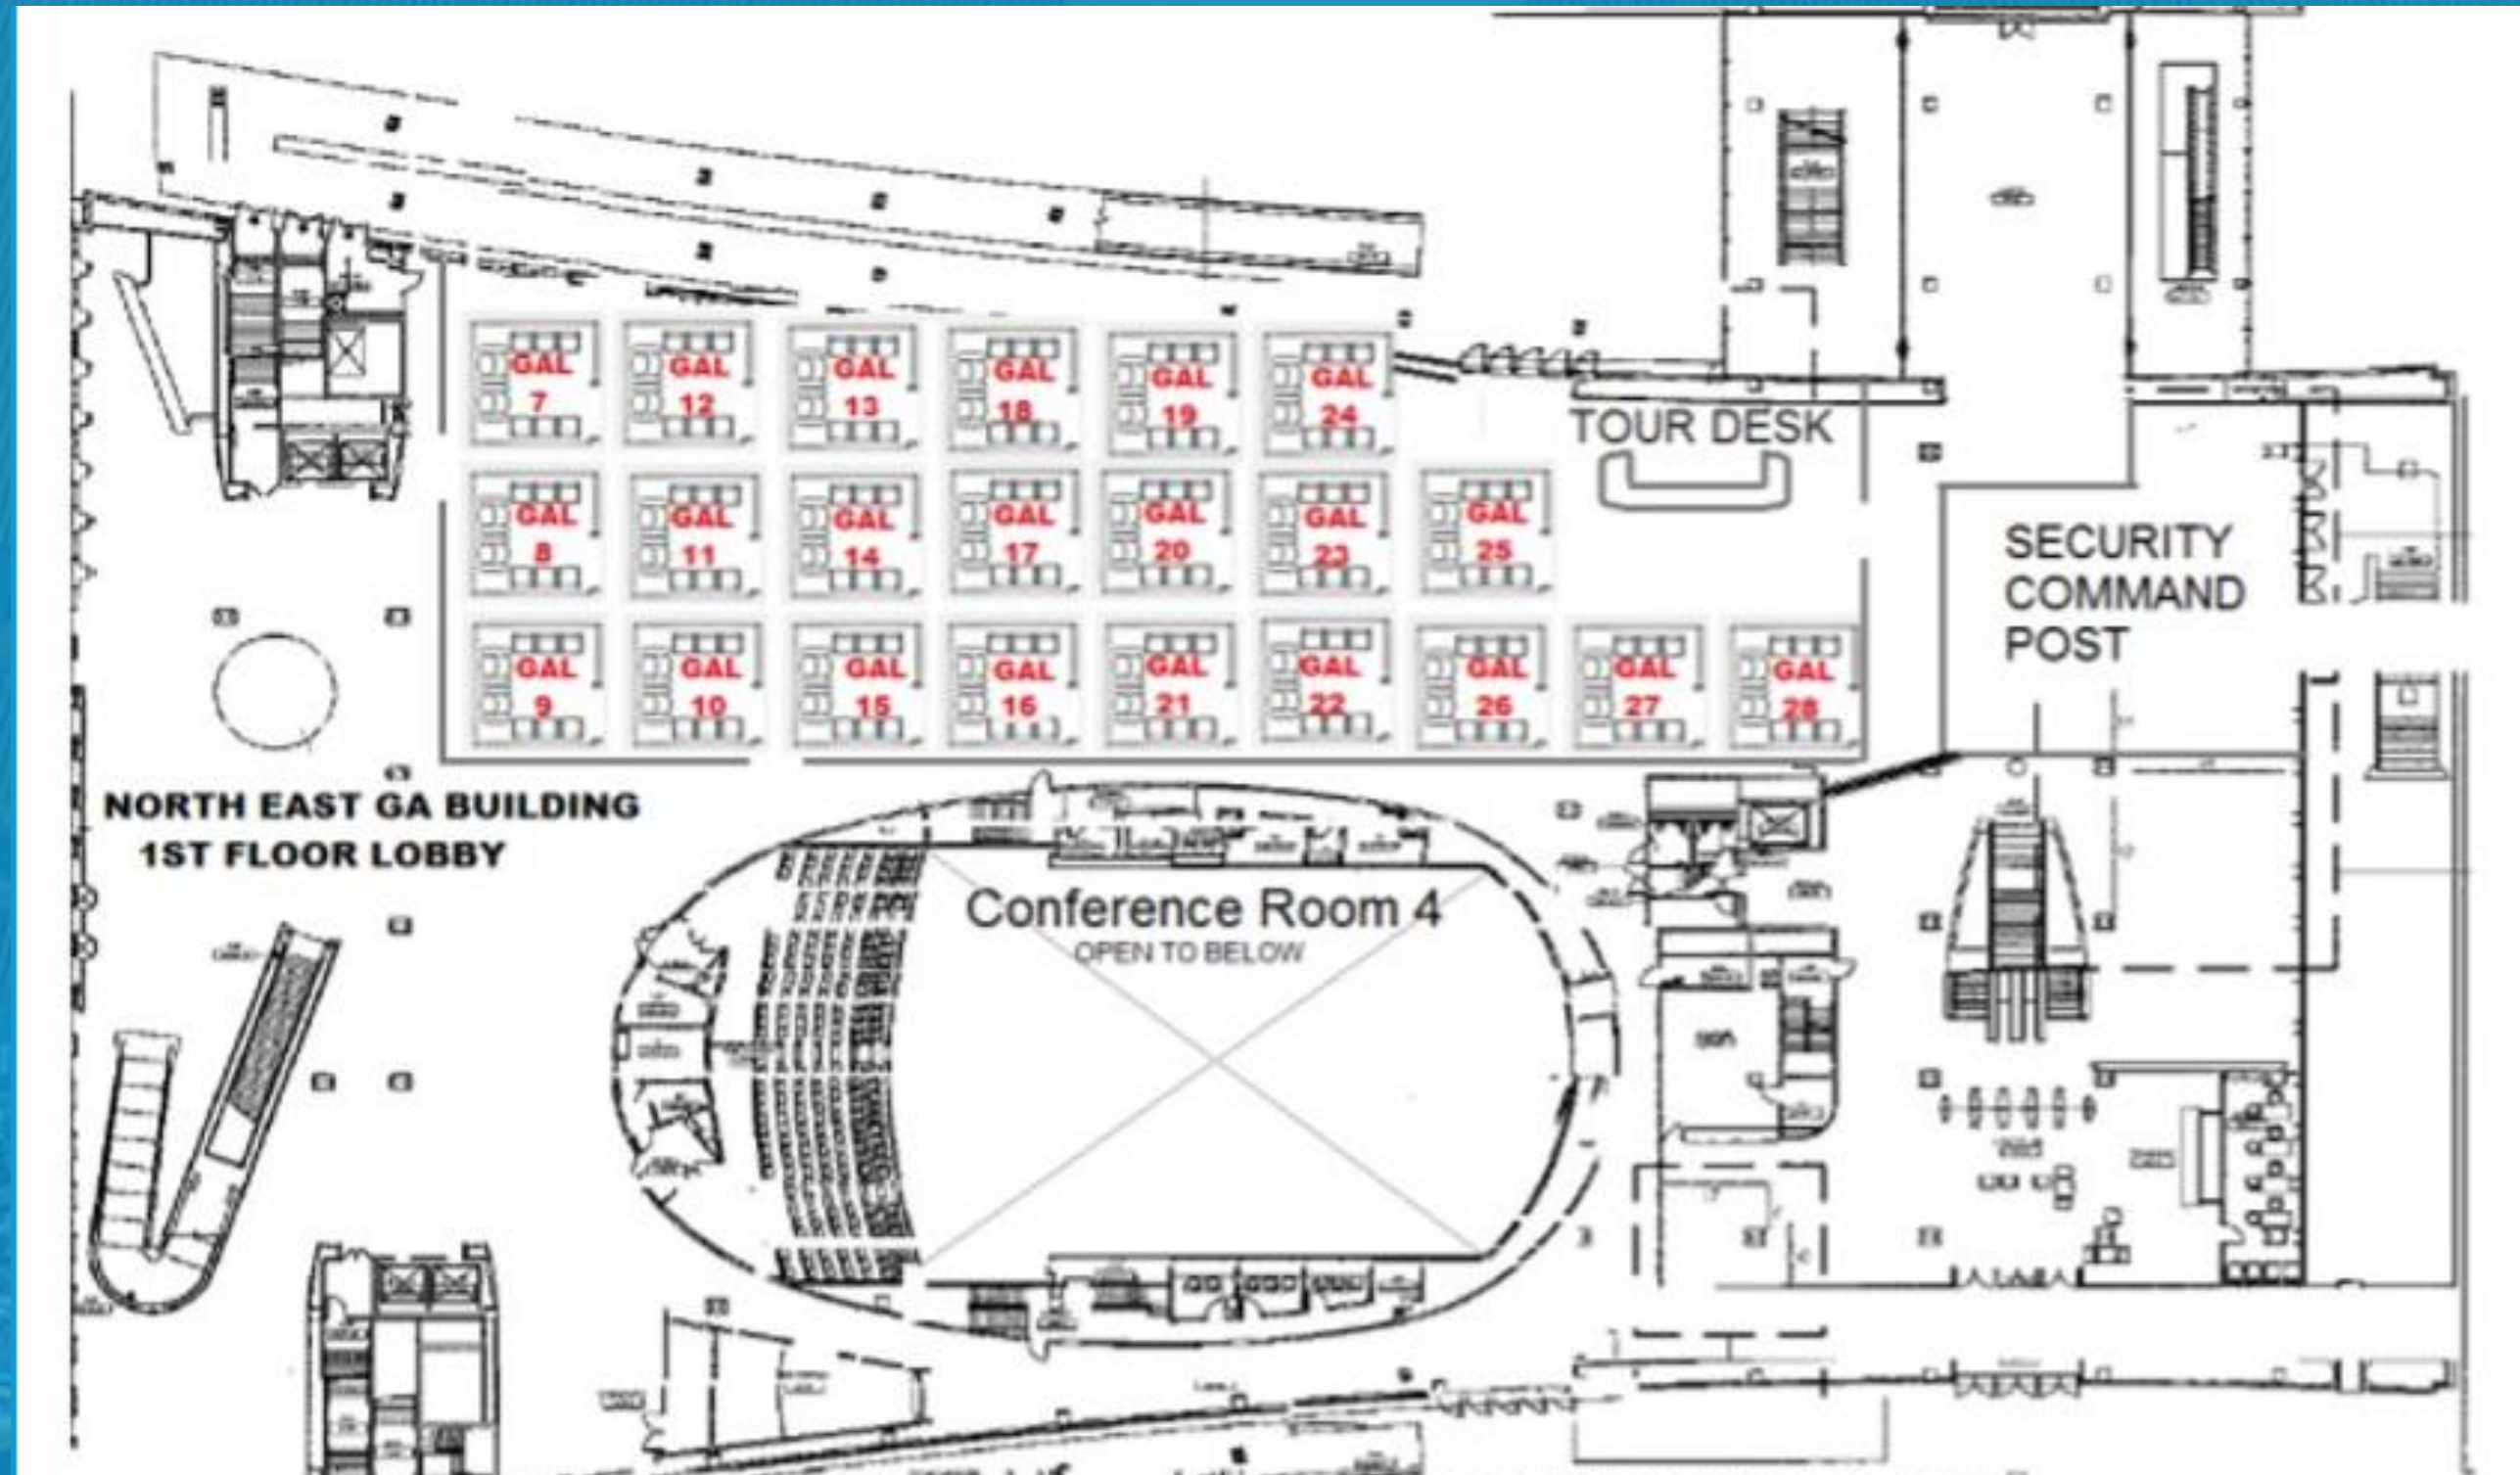 GAL
7
GAL
12
GAL
13
GAL
18
GAL
19
GAL
24
TOUR DESK
GAL
8
GAL
11
GAL
14
GAL
17
GAL
20
GAL
23
GAL
25
SECURITY
COMMAND
POST
GAL
9
GAL
10
GAL
15
GAL
16
GAL
21
GAL
22
GAL
26
GAL
27
GAL
28
NORTH EAST GA BUILDING
1ST FLOOR LOBBY
Conference Room 4
OPEN TO BELOW